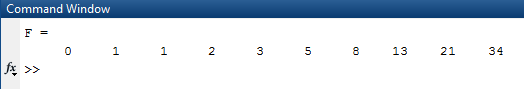 Command Window
F =
0 1 1 2 3 5 8 13 21 34
fx >>